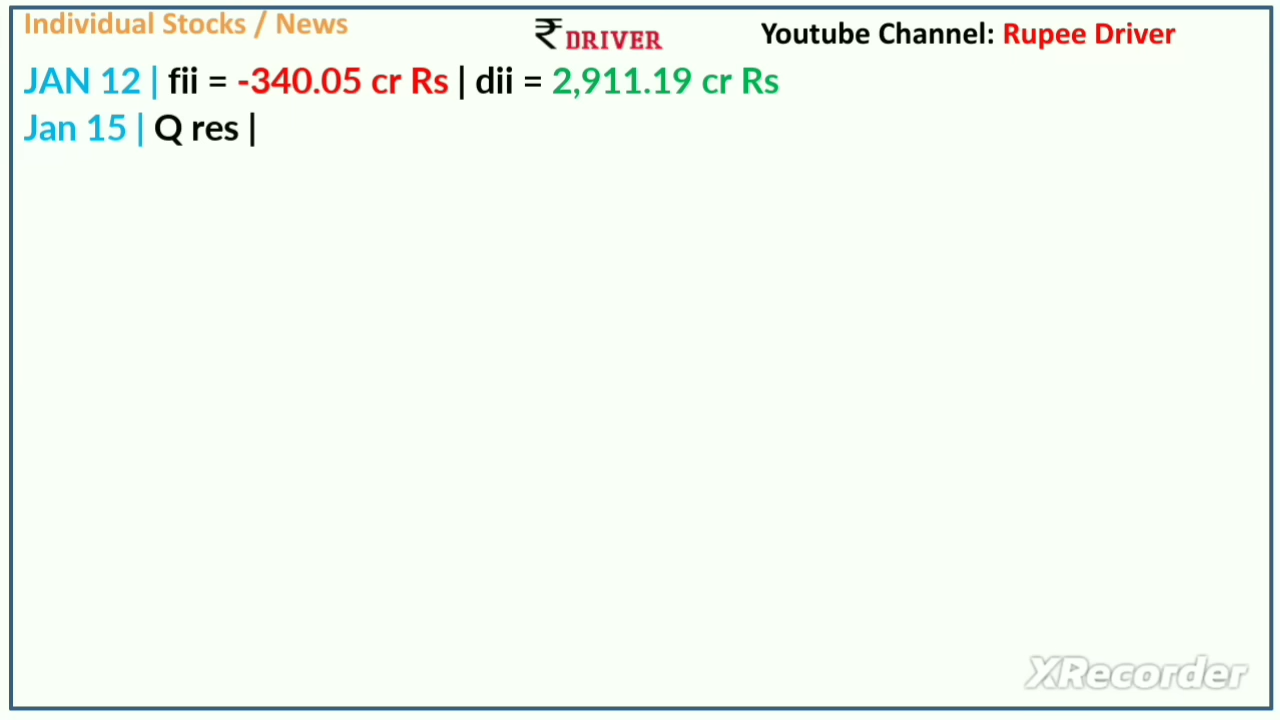 Individual Stocks / News
₹ DRIVER
Youtube Channel: Rupee Driver
JAN 12 | fii = -340.05 cr Rs | dii = 2,911.19 cr Rs
Jan 15 | Q res |
XRecorder